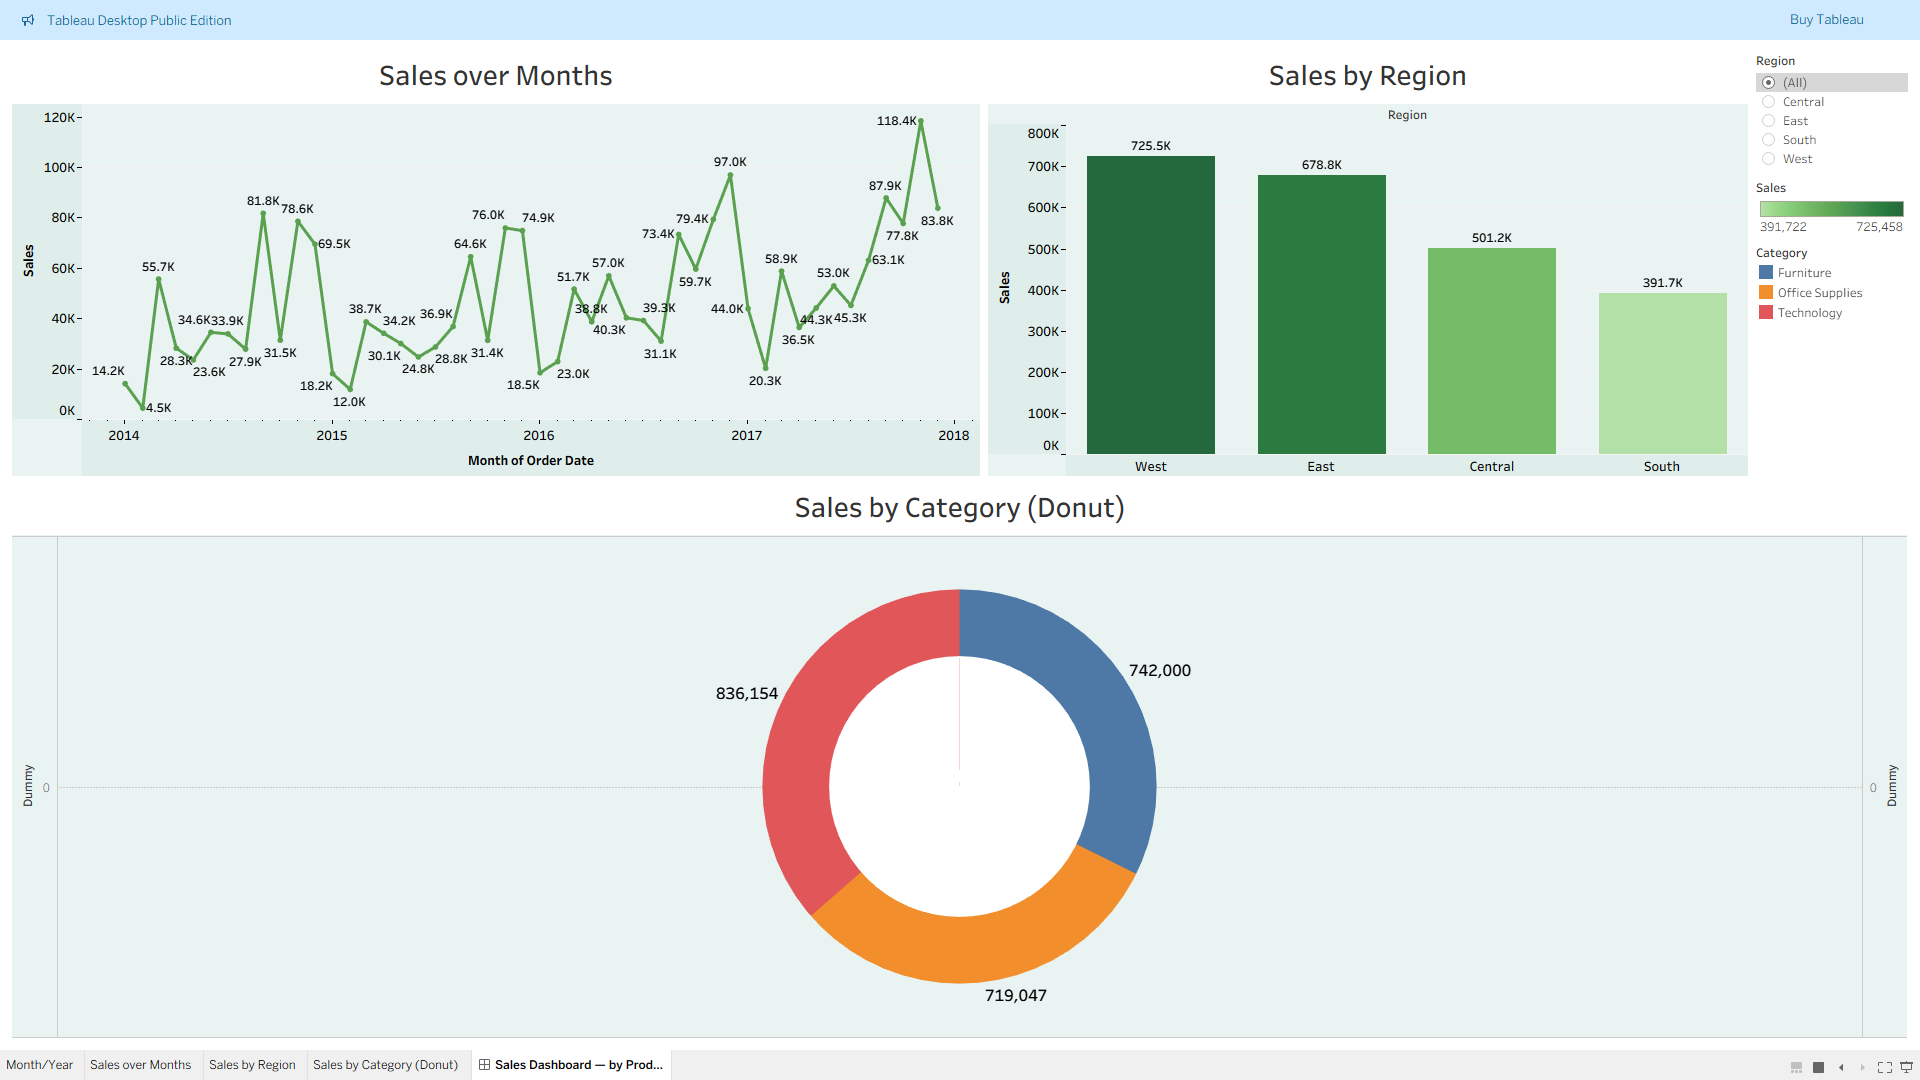 Tableau Desktop Public Edition
Buy Tableau
Sales over Months
120K
100K
80K
60K
40K
20K
0K
Sales
14.2K
4.5K
55.7K
28.3K
23.6K
34.6K
33.9K
27.9K
81.8K
31.5K
78.6K
69.5K
18.2K
12.0K
38.7K
34.2K
30.1K
24.8K
28.8K
36.9K
64.6K
31.4K
76.0K
74.9K
18.5K
23.0K
51.7K
38.8K
57.0K
40.3K
39.3K
31.1K
73.4K
59.7K
79.4K
97.0K
44.0K
20.3K
58.9K
36.5K
44.3K
53.0K
45.3K
63.1K
87.9K
77.8K
118.4K
83.8K
2014
2015
2016
2017
2018
Month of Order Date
Sales by Region
Region
800K
700K
600K
500K
400K
300K
200K
100K
0K
Sales
725.5K
678.8K
501.2K
391.7K
West
East
Central
South
Region
(All)
Central
East
South
West
Sales
391,722 725,458
Category
Furniture
Office Supplies
Technology
Sales by Category (Donut)
Dummy
0
836,154
742,000
719,047
0
Dummy
Month/Year
Sales over Months
Sales by Region
Sales by Category (Donut)
Sales Dashboard — by Prod...